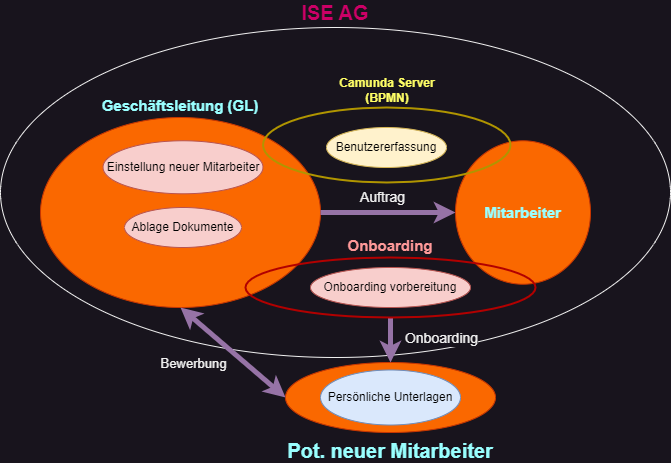 ISE AG
Camunda Server
(BPMN)
Geschäftsleitung (GL)
Benutzererfassung
Einstellung neuer Mitarbeiter
Auftrag
Mitarbeiter
Ablage Dokumente
Onboarding
Onboarding vorbereitung
Onboarding
Bewerbung
Persönliche Unterlagen
Pot. neuer Mitarbeiter